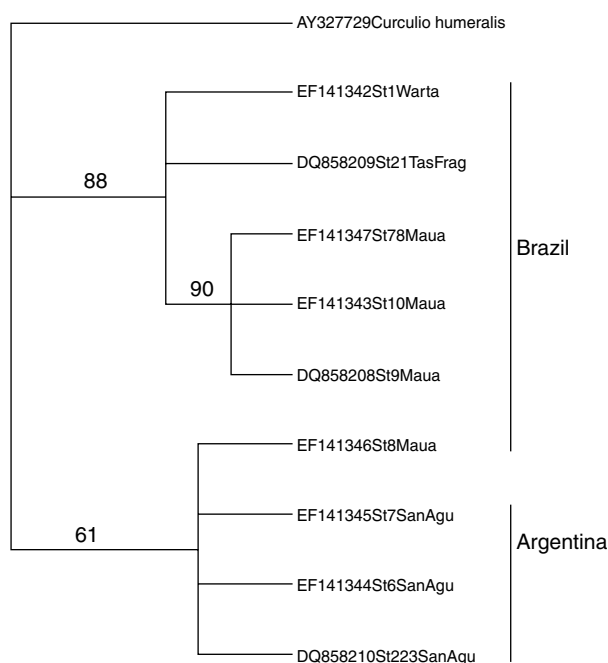 AY327729Curculio humeralis
EF141342St1Warta
88
DQ858209St21TasFrag
EF141347St78Maua
Brazil
90
EF141343St10Maua
DQ858208St9Maua
EF141346St8Maua
EF141345St7SanAgu
61
Argentina
EF141344St6SanAgu
DQ858210St223SanAgu